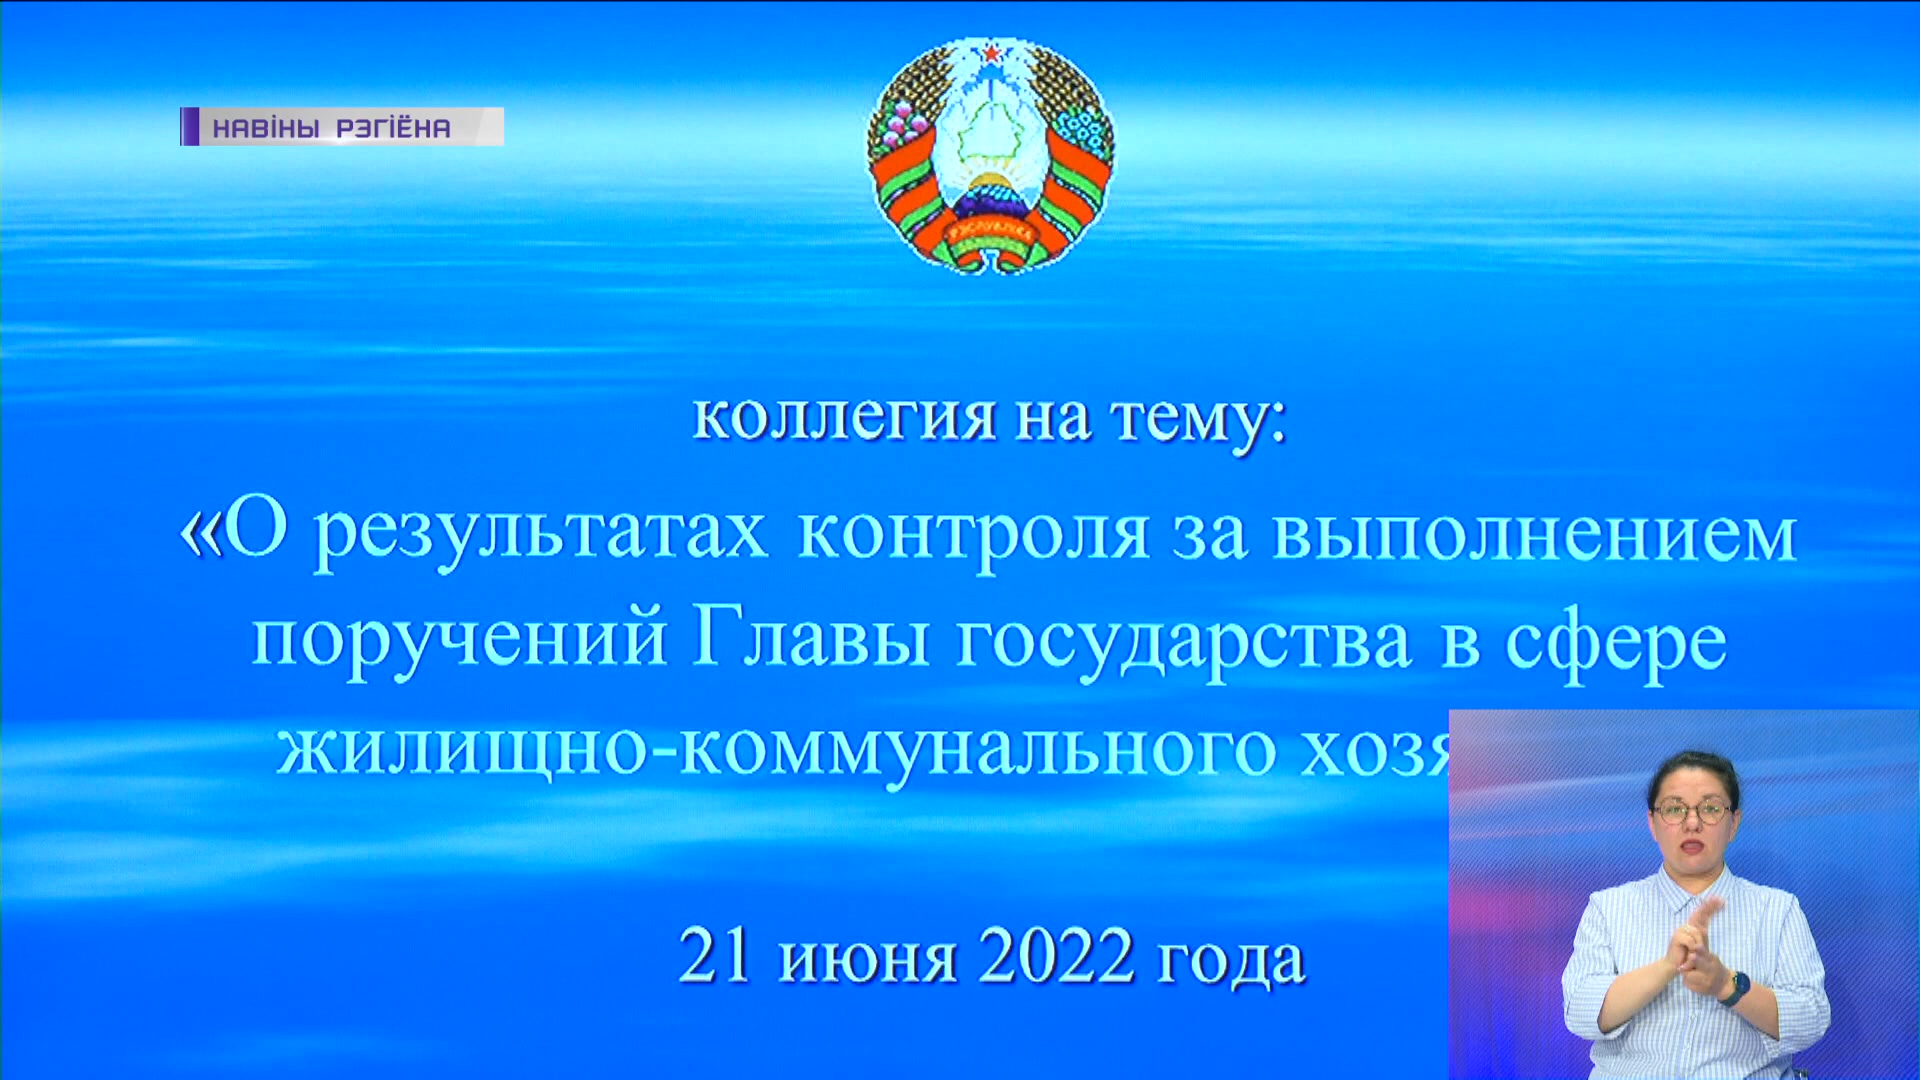 НАВІНЫ РЭГІЁНА
коллегия на тему:
«О результатах контроля за выполнением
поручений Главы государства в сфере
жилищно-коммунального
21 июня 2022 года